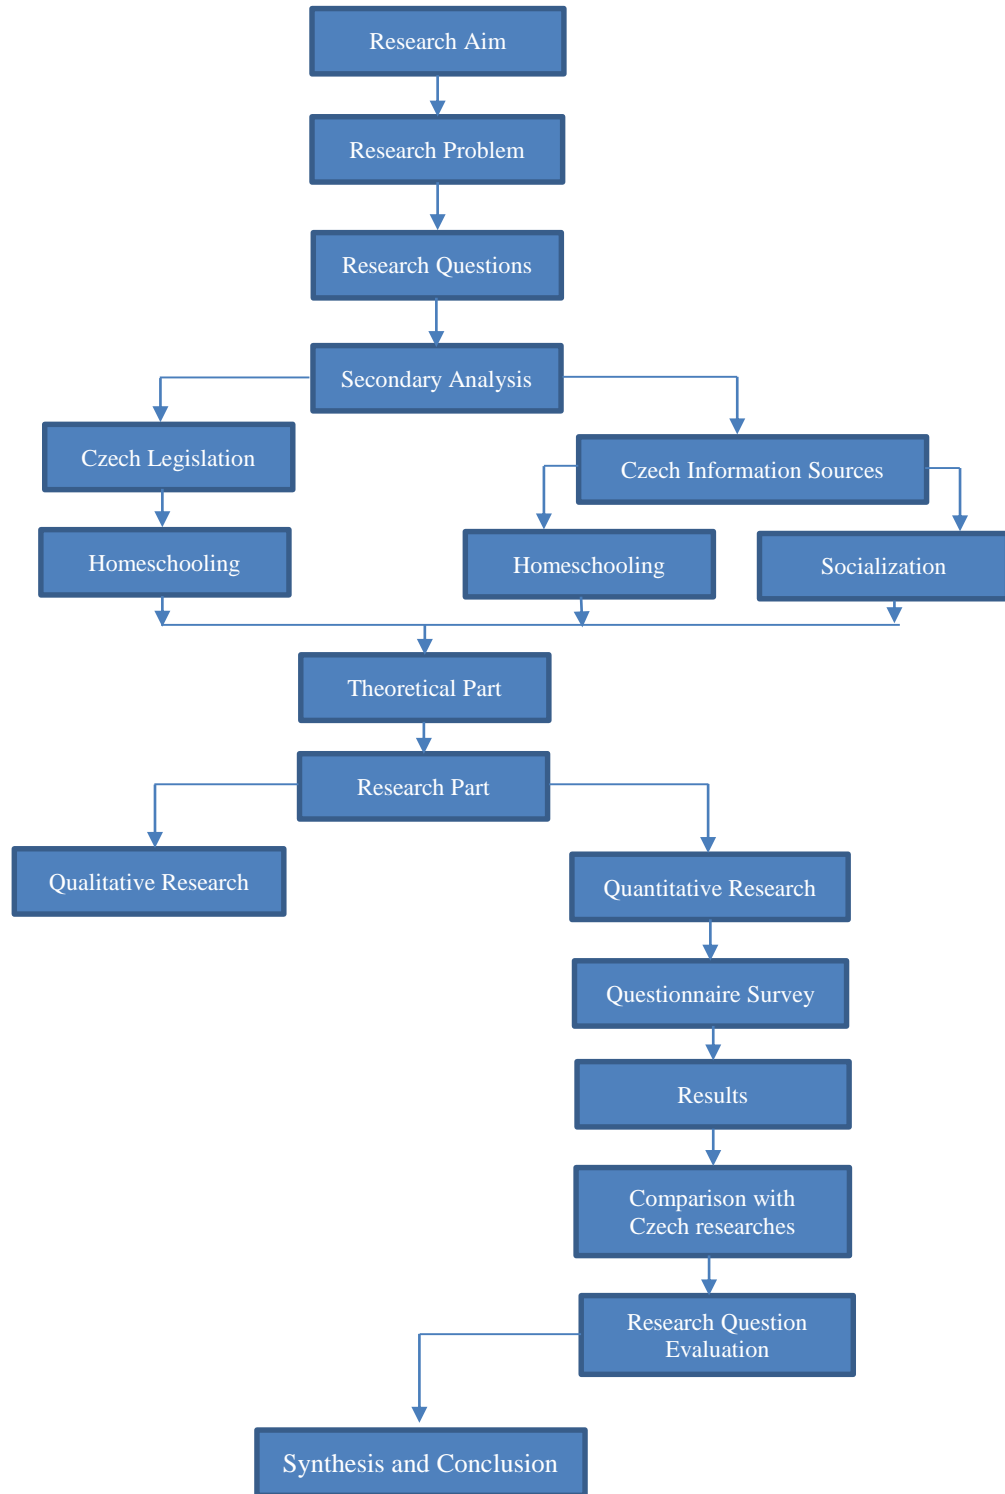 Research Aim
Research Problem
Research Questions
Secondary Analysis
Czech Legislation
Czech Information Sources
Homeschooling
Homeschooling
Socialization
Theoretical Part
Research Part
Qualitative Research
Quantitative Research
Questionnaire Survey
Results
Comparison with
Czech researches
Research Question
Evaluation
Synthesis and Conclusion